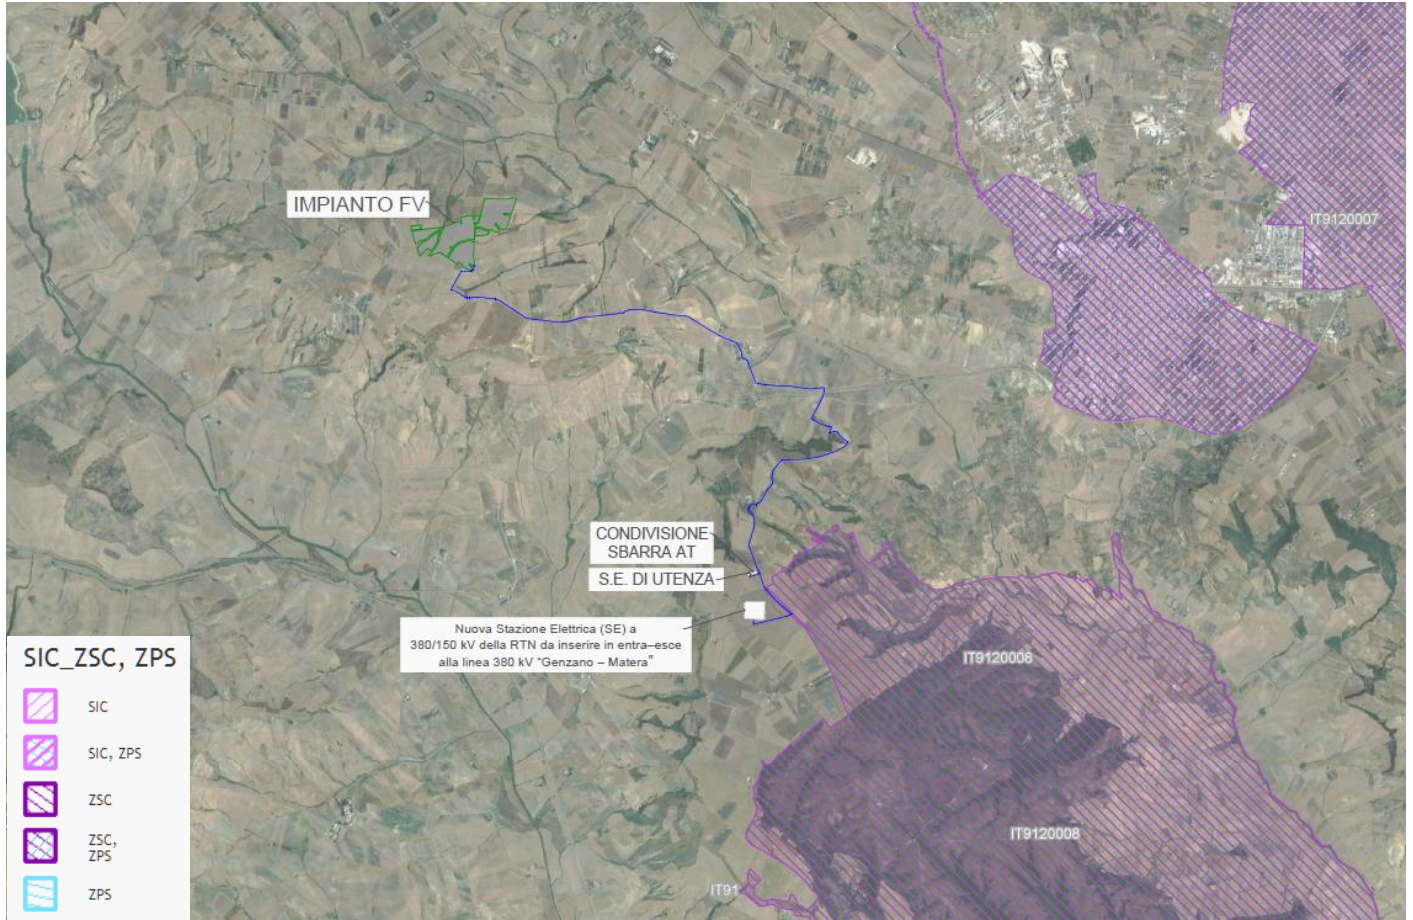 IMPIANTO FV
IT9120007
CONDIVISIONE
SBARRA AT
S.E. DI UTENZA
Nuova Stazione Elettrica (SE) a
380/150 kV della RTN da inserire in entra–esce
alla linea 380 kV "Genzano – Matera"
IT9120008
IT9120008
IT91
SIC_ZSC, ZPS
SIC
SIC, ZPS
ZSC
ZSC,
ZPS
ZPS